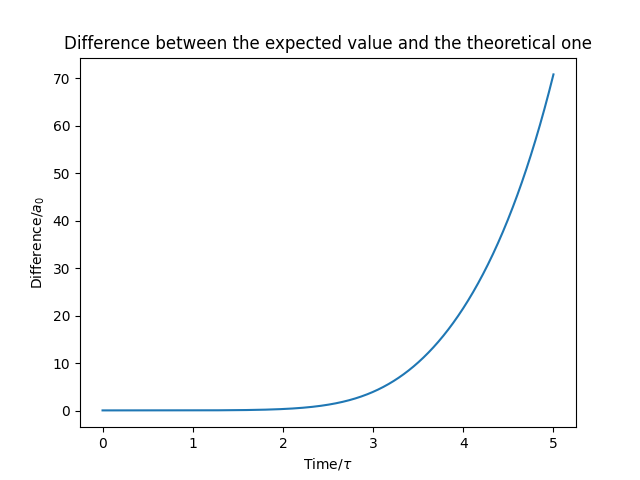 Difference between the expected value and the theoretical one
70
60
50
40
30
20
10
0
Difference/a₀
0 1 2 3 4 5
Time/τ